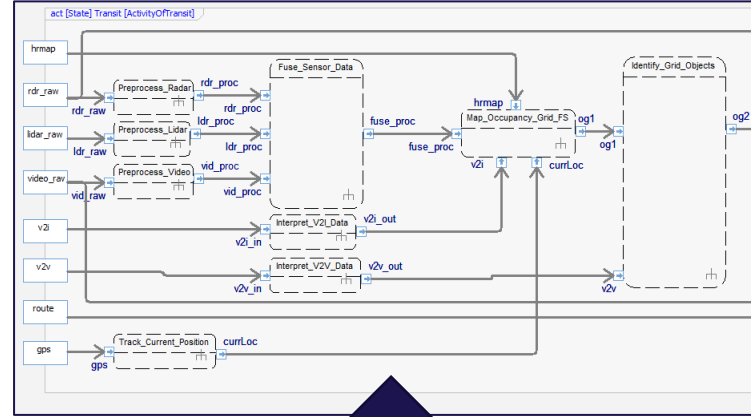 act [State] Transit [ActivityOfTransit]
hrmap
rdr_raw
lidar_raw
video_rav
v2i
v2v
route
gps
rdr_raw
Preprocess_Radar
rdr_proc
rdr_proc
ldr_raw
Preprocess_Lidar
ldr_proc
ldr_proc
vid_raw
Preprocess_Video
vid_proc
vid_proc
Fuse_Sensor_Data
fuse_proc
fuse_proc
hrmap
Map_Occupancy_Grid_FS
v2i
currLoc
og1
og1
Identify_Grid_Objects
og2
v2i_in
Interpret_V2I_Data
v2i_out
v2v_in
Interpret_V2V_Data
v2v_out
v2v
gps
Track_Current_Position
currLoc